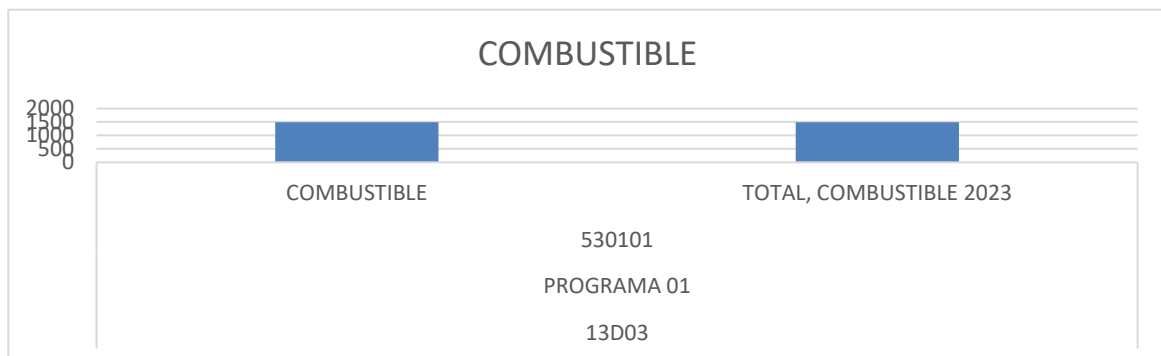 COMBUSTIBLE
2000
1500
1000
500
0
COMBUSTIBLE TOTAL, COMBUSTIBLE 2023
530101
PROGRAMA 01
13D03